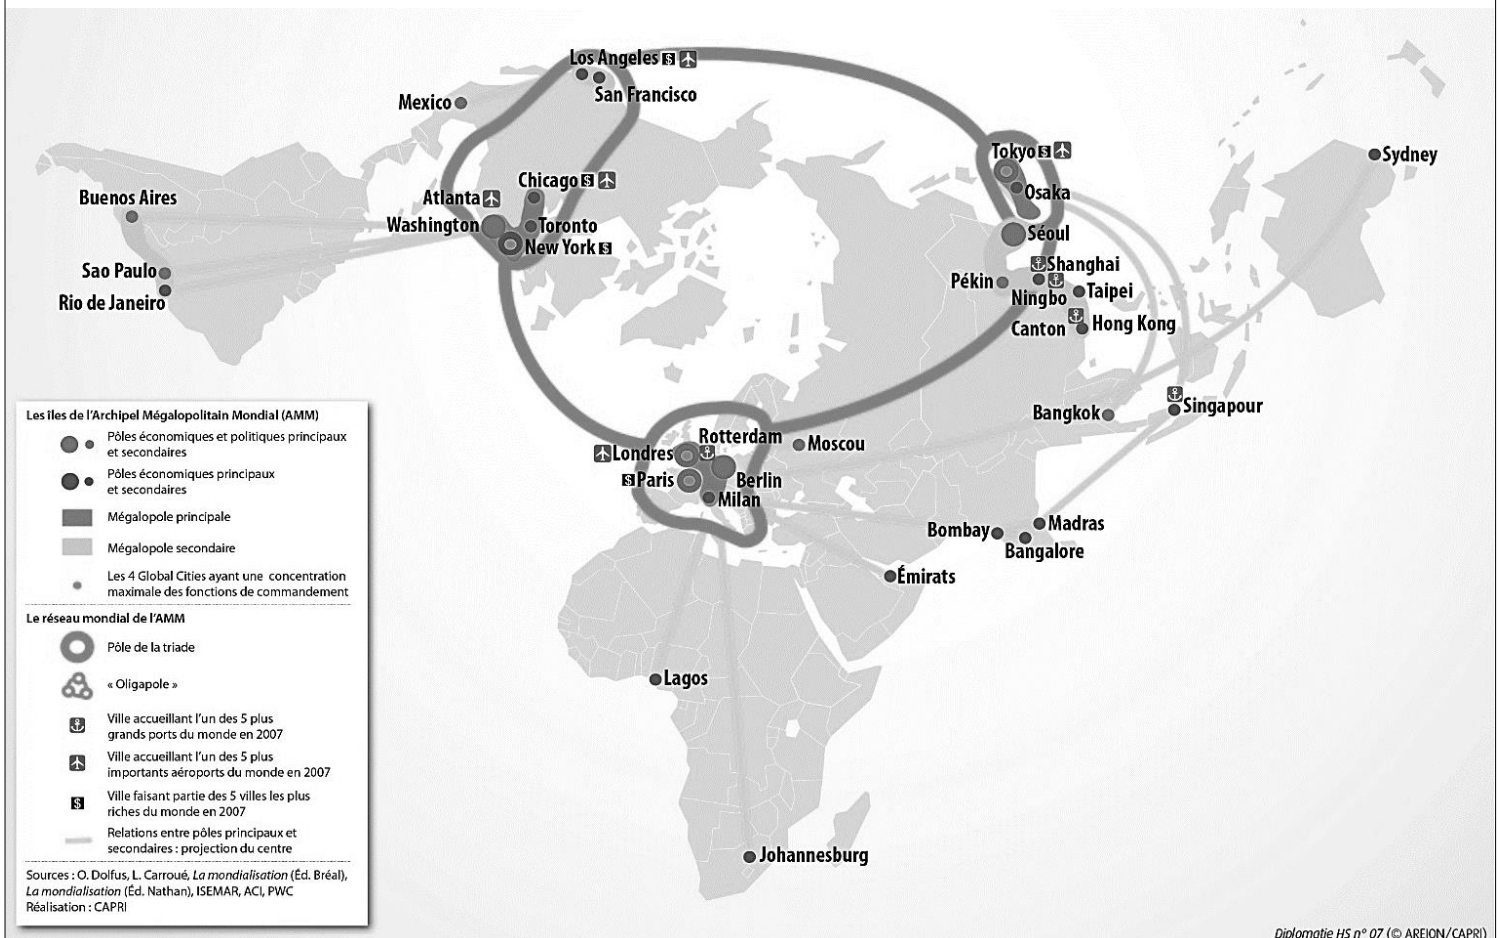 Los Angeles $
San Francisco
Mexico
Tokyo $
Sydney
Chicago $
Osaka
Buenos Aires
Atlanta
Washington
Toronto
Séoul
New York $
Shanghai
Sao Paulo
Pékin
Ningbo
Taipei
Rio de Janeiro
Canton
Hong Kong
Bangkok
Singapour
Rotterdam
Moscou
Londres
$ Paris
Berlin
Milan
Bombay
Madras
Bangalore
Émirats
Lagos
Johannesburg
Les îles de l'Archipel Mégalopolitain Mondial (AMM)
Pôles économiques et politiques principaux
et secondaires
Pôles économiques principaux
et secondaires
Mégalopole principale
Mégalopole secondaire
Les 4 Global Cities ayant une concentration
maximale des fonctions de commandement
Le réseau mondial de l'AMM
Pôle de la triade
« Oligapole »
Ville accueillant l'un des 5 plus
grands ports du monde en 2007
Ville accueillant l'un des 5 plus
importants aéroports du monde en 2007
$ Ville faisant partie des 5 villes les plus
riches du monde en 2007
Relations entre pôles principaux et
secondaires : projection du centre
Sources : O. Dolfus, L. Carroué, La mondialisation (Éd. Bréal),
La mondialisation (Éd. Nathan), ISEMAR, ACI, PWC
Réalisation : CAPRI
Diplomatie HS n° 07 (© AREION/CAPRI)